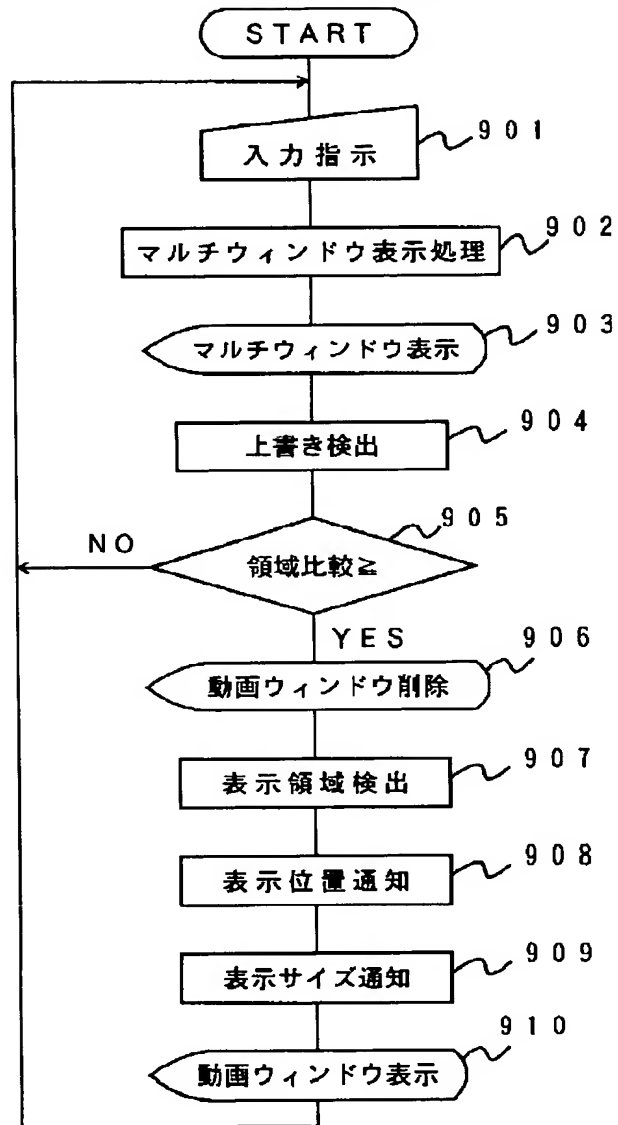 START
入力指示
901
マルチウィンドウ表示処理
902
マルチウィンドウ表示
903
上書き検出
904
領域比較≧
905
NO
YES
動画ウィンドウ削除
906
表示領域検出
907
表示位置通知
908
表示サイズ通知
909
動画ウィンドウ表示
910